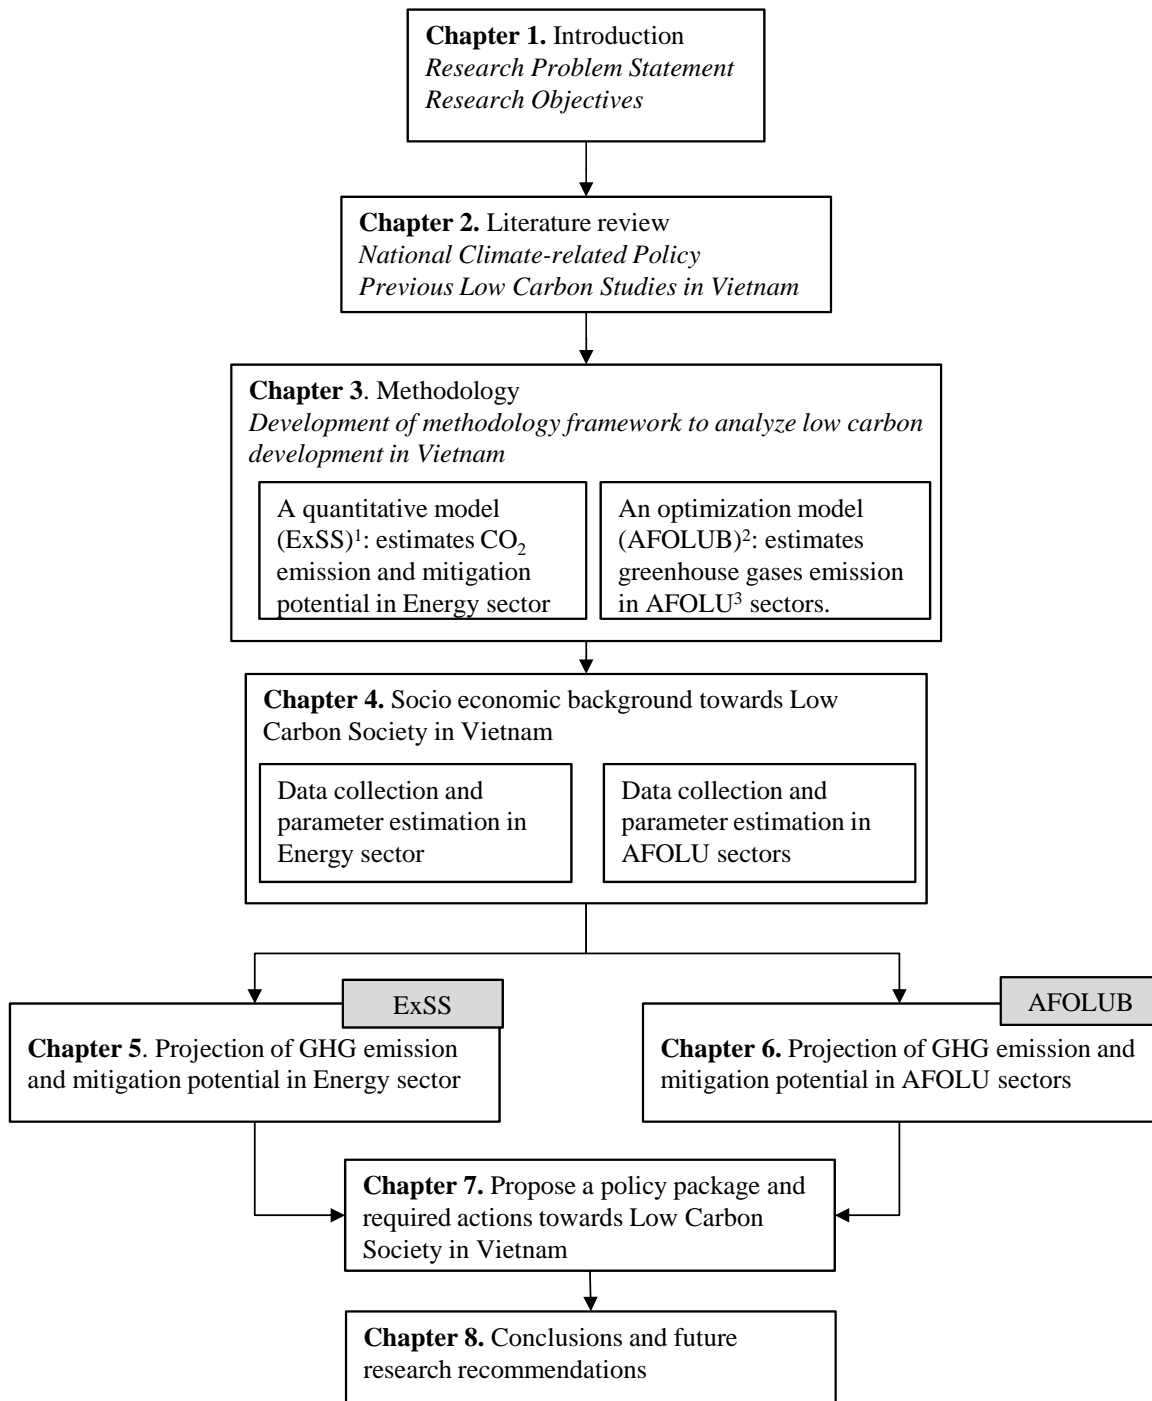 Chapter 1. Introduction
Research Problem Statement
Research Objectives
Chapter 2. Literature review
National Climate-related Policy
Previous Low Carbon Studies in Vietnam
Chapter 3. Methodology
Development of methodology framework to analyze low carbon
development in Vietnam
A quantitative model
(ExSS)¹: estimates CO₂
emission and mitigation
potential in Energy sector
An optimization model
(AFOLUB)²: estimates
greenhouse gases emission
in AFOLU³ sectors.
Chapter 4. Socio economic background towards Low
Carbon Society in Vietnam
Data collection and
parameter estimation in
Energy sector
Data collection and
parameter estimation in
AFOLU sectors
ExSS
Chapter 5. Projection of GHG emission
and mitigation potential in Energy sector
AFOLUB
Chapter 6. Projection of GHG emission and
mitigation potential in AFOLU sectors
Chapter 7. Propose a policy package and
required actions towards Low Carbon
Society in Vietnam
Chapter 8. Conclusions and future
research recommendations